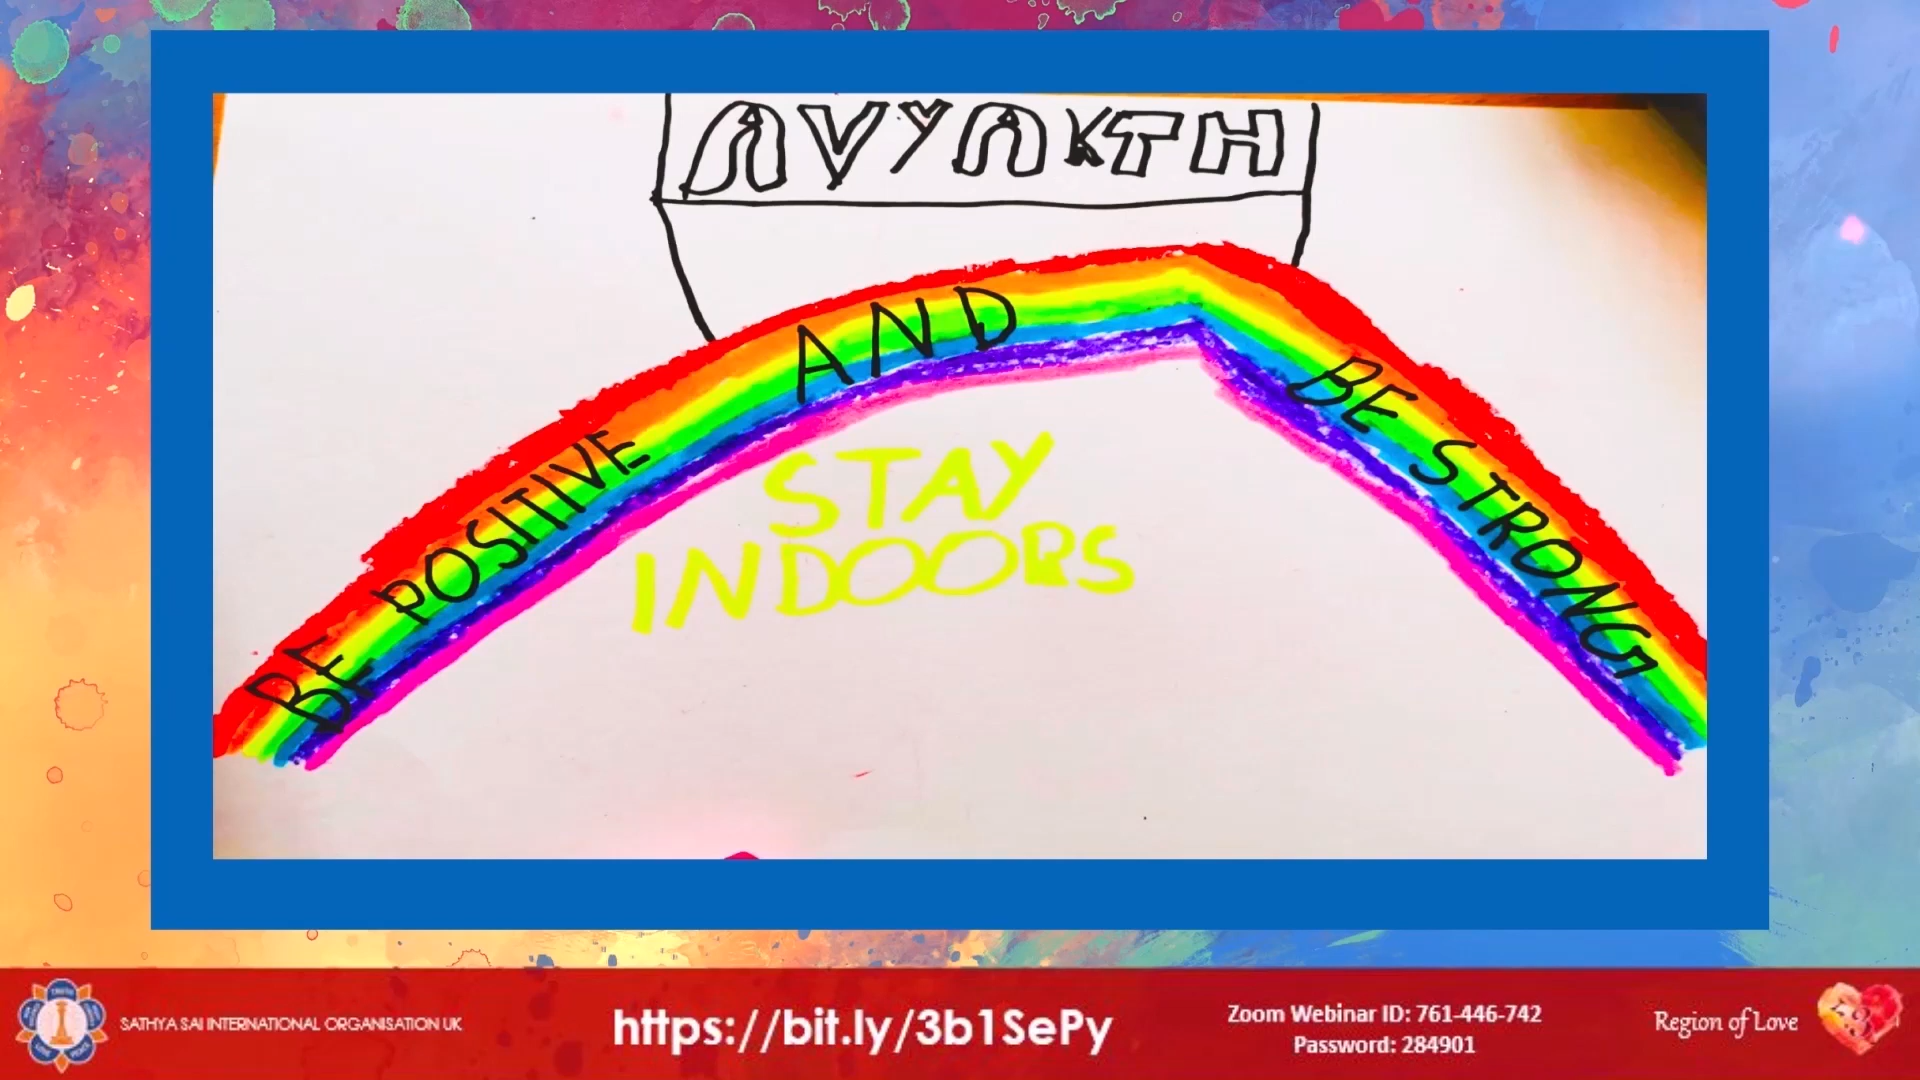 AVYAKTH
BE POSITIVE AND BE STRONG
STAY
INDOORS
SATHYA SAI INTERNATIONAL ORGANISATION UK
https://bit.ly/3b1SePy
Zoom Webinar ID: 761-446-742
Password: 284901
Region of Love